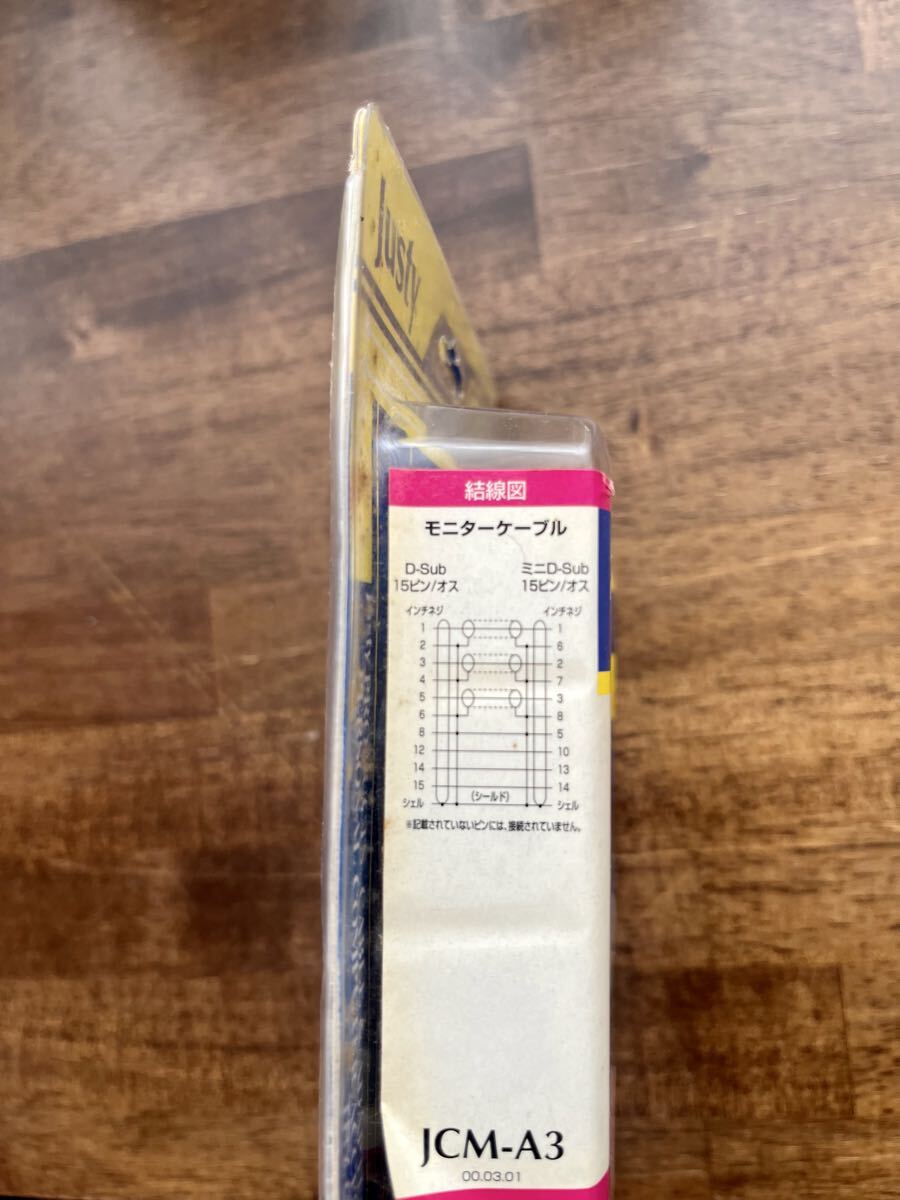 Justy
結線図
モニターケーブル
D-Sub ミニD-Sub
15ピン/オス 15ピン/オス
インチネジ インチネジ
1 1
2 6
3 2
4 7
5 3
6 8
8 5
12 10
14 13
15 14
シェル (シールド) シェル
※記載されていないピンには、接続されていません。
JCM-A3
00.03.01